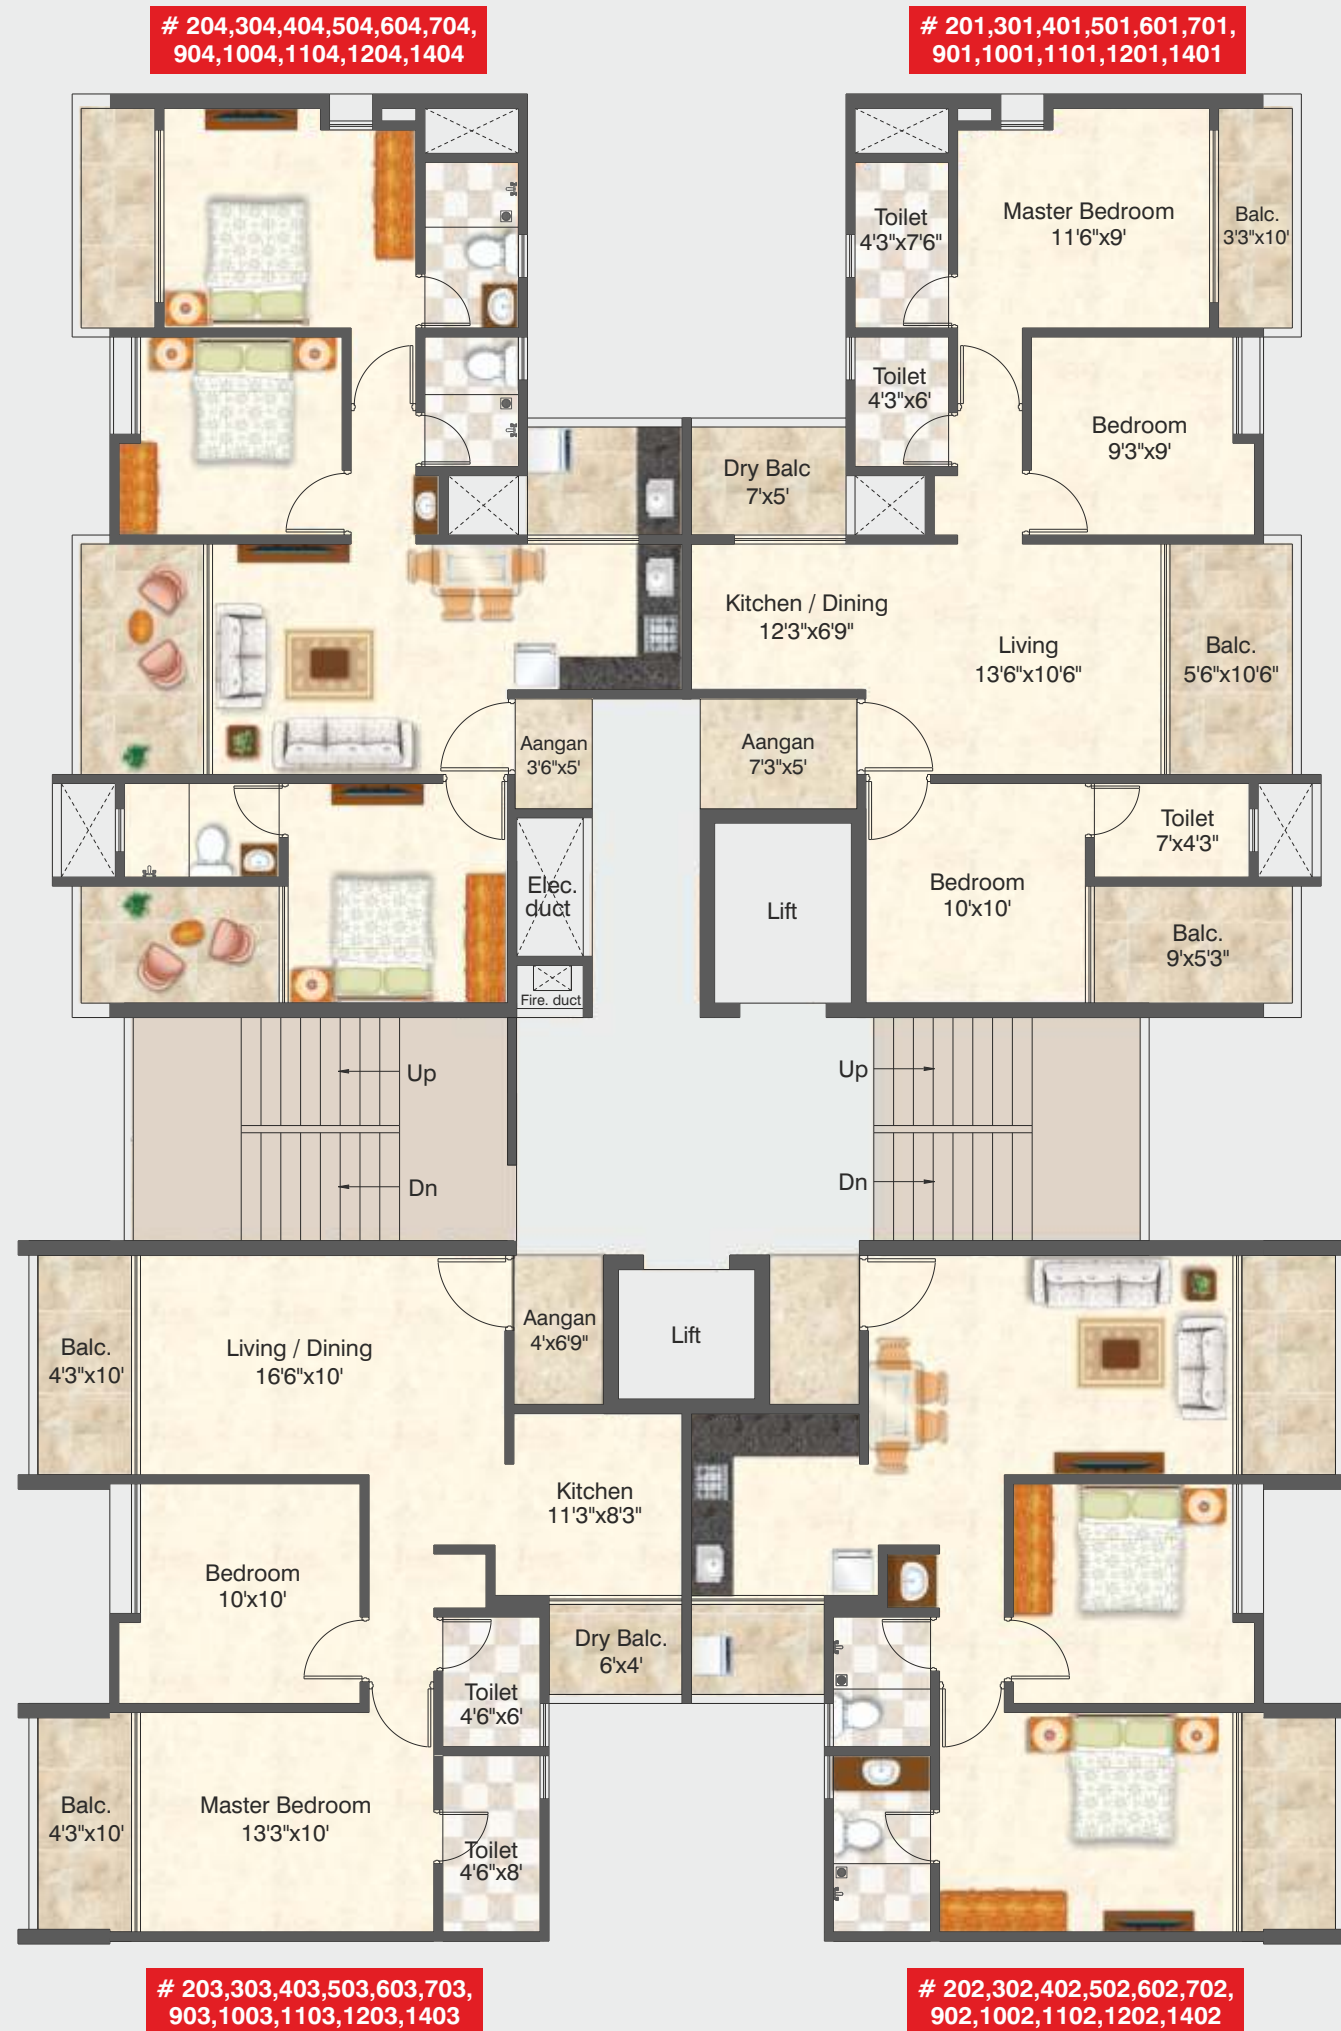 # 204,304,404,504,604,704,
904,1004,1104,1204,1404
# 201,301,401,501,601,701,
901,1001,1101,1201,1401
Toilet
4'3"x7'6"
Master Bedroom
11'6"x9'
Balc.
3'3"x10'
Toilet
4'3"x6'
Bedroom
9'3"x9'
Dry Balc
7'x5'
Kitchen / Dining
12'3"x6'9"
Living
13'6"x10'6"
Balc.
5'6"x10'6"
Aangan
3'6"x5'
Aangan
7'3"x5'
Toilet
7'x4'3"
Elec.
duct
Lift
Bedroom
10'x10'
Balc.
9'x5'3"
Fire. duct
Up
Up
Dn
Dn
Balc.
4'3"x10'
Living / Dining
16'6"x10'
Aangan
4'x6'9"
Lift
Kitchen
11'3"x8'3"
Bedroom
10'x10'
Dry Balc.
6'x4'
Toilet
4'6"x6'
Balc.
4'3"x10'
Master Bedroom
13'3"x10'
Toilet
4'6"x8'
# 203,303,403,503,603,703,
903,1003,1103,1203,1403
# 202,302,402,502,602,702,
902,1002,1102,1202,1402